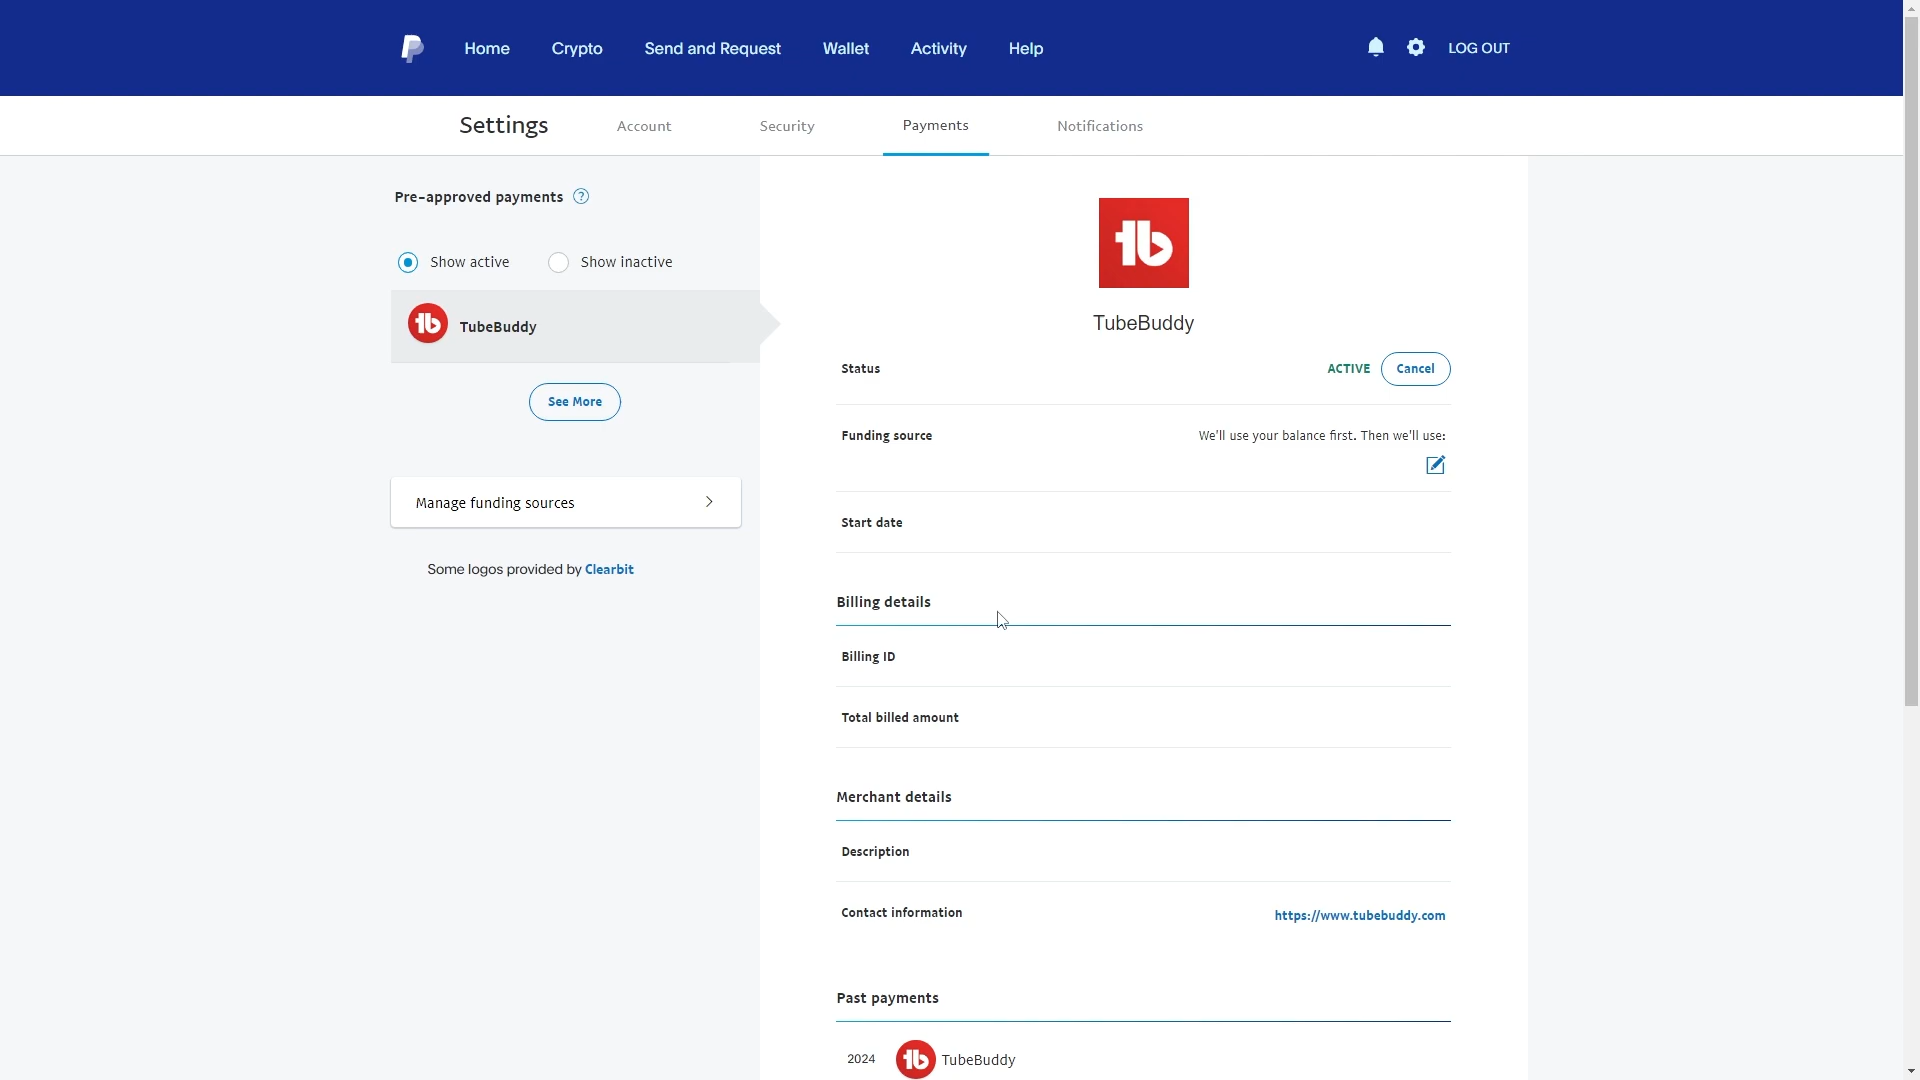 Home Crypto Send and Request Wallet Activity Help LOG OUT
Settings Account Security Payments Notifications
Pre-approved payments ?
Show active Show inactive
TubeBuddy
See More
Manage funding sources
Some logos provided by Clearbit
tb
TubeBuddy
Status ACTIVE Cancel
Funding source We'll use your balance first. Then we'll use:
Start date
Billing details
Billing ID
Total billed amount
Merchant details
Description
Contact information https://www.tubebuddy.com
Past payments
2024 TubeBuddy